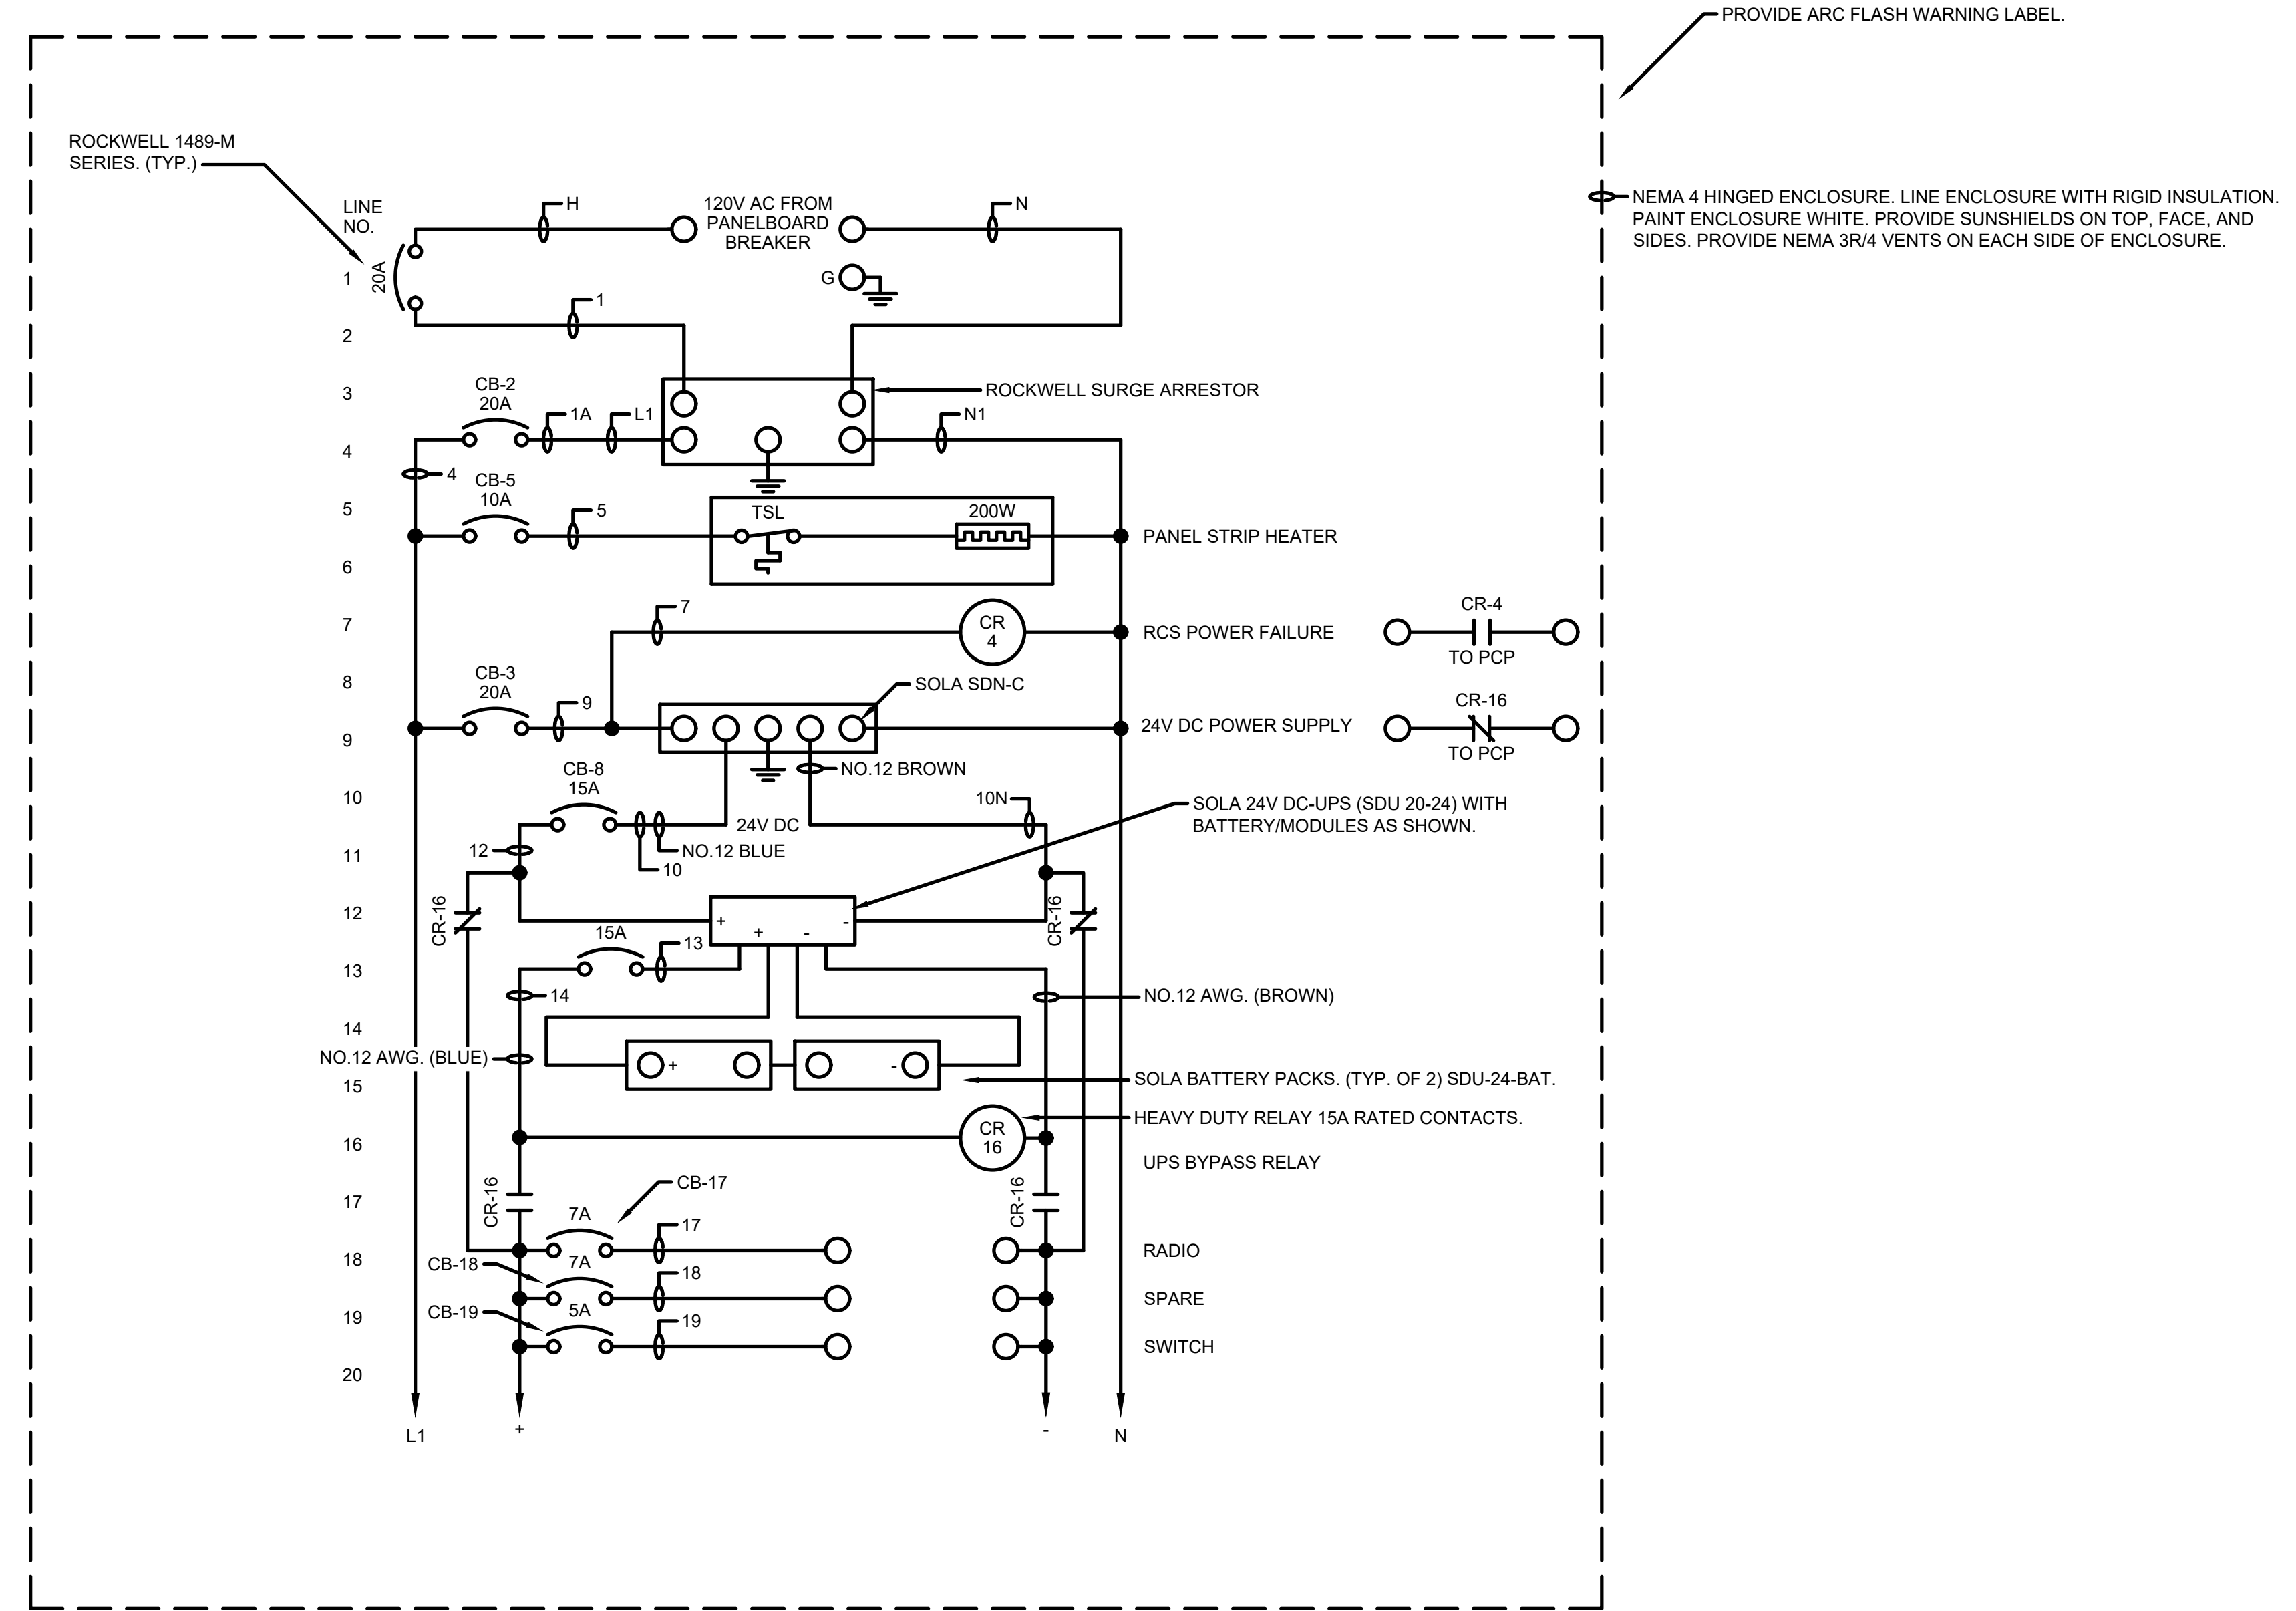 PROVIDE ARC FLASH WARNING LABEL.
ROCKWELL 1489-M
SERIES. (TYP.)
NEMA 4 HINGED ENCLOSURE. LINE ENCLOSURE WITH RIGID INSULATION.
PAINT ENCLOSURE WHITE. PROVIDE SUNSHIELDS ON TOP, FACE, AND
SIDES. PROVIDE NEMA 3R/4 VENTS ON EACH SIDE OF ENCLOSURE.
LINE
NO.
H
120V AC FROM
PANELBOARD
BREAKER
N
1
20A
G
1
2
3
CB-2
20A
1A
L1
ROCKWELL SURGE ARRESTOR
N1
4
4
CB-5
10A
5
5
TSL
200W
PANEL STRIP HEATER
6
7
7
CR
4
RCS POWER FAILURE
CR-4
TO PCP
8
CB-3
20A
9
SOLA SDN-C
24V DC POWER SUPPLY
CR-16
TO PCP
9
NO.12 BROWN
CB-8
15A
10
24V DC
10N
SOLA 24V DC-UPS (SDU 20-24) WITH
BATTERY/MODULES AS SHOWN.
11
12
NO.12 BLUE
10
12
CR-16
+
+
-
-
CR-16
15A
13
13
14
NO.12 AWG. (BROWN)
14
NO.12 AWG. (BLUE)
+
-
15
SOLA BATTERY PACKS. (TYP. OF 2) SDU-24-BAT.
HEAVY DUTY RELAY 15A RATED CONTACTS.
16
CR
16
UPS BYPASS RELAY
17
CR-16
CB-17
CR-16
7A
17
18
RADIO
CB-18
7A
18
SPARE
19
CB-19
5A
19
SWITCH
20
L1
+
-
N